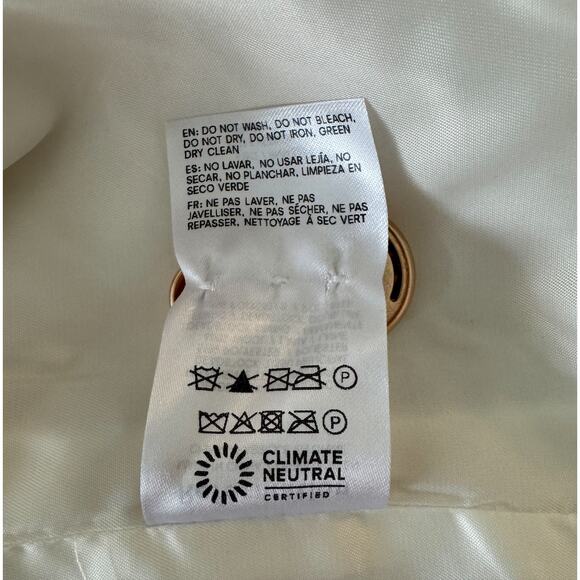 EN: DO NOT WASH, DO NOT BLEACH,
DO NOT DRY, DO NOT IRON, GREEN
DRY CLEAN
ES: NO LAVAR, NO USAR LEJÍA, NO
SECAR, NO PLANCHAR, LIMPIEZA EN
SECO VERDE
FR: NE PAS LAVER, NE PAS
JAVELLISER, NE PAS SÉCHER, NE PAS
REPASSER, NETTOYAGE À SEC VERT
P
P
CLIMATE
NEUTRAL
CERTIFIED